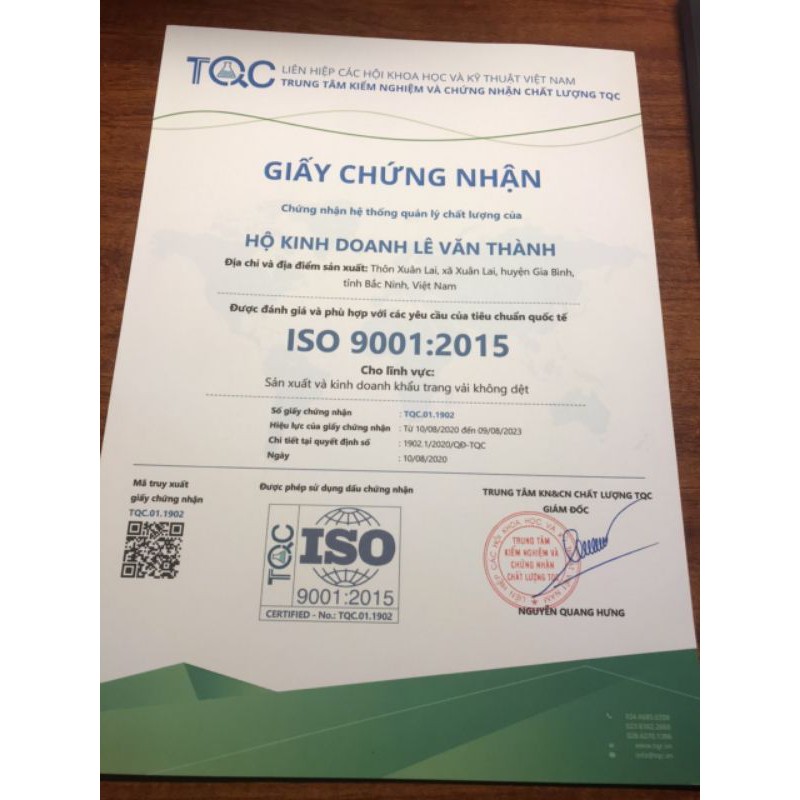 TQC
LIÊN HIỆP CÁC HỘI KHOA HỌC VÀ KỸ THUẬT VIỆT NAM
TRUNG TÂM KIỂM NGHIỆM VÀ CHỨNG NHẬN CHẤT LƯỢNG TQC
GIẤY CHỨNG NHẬN
Chứng nhận hệ thống quản lý chất lượng của
HỘ KINH DOANH LÊ VĂN THÀNH
Địa chỉ và địa điểm sản xuất: Thôn Xuân Lai, xã Xuân Lai, huyện Gia Bình,
tỉnh Bắc Ninh, Việt Nam
Được đánh giá và phù hợp với các yêu cầu của tiêu chuẩn quốc tế
ISO 9001:2015
Cho lĩnh vực:
Sản xuất và kinh doanh khẩu trang vải không dệt
Số giấy chứng nhận : TQC.01.1902
Hiệu lực của giấy chứng nhận : Từ 10/08/2020 đến 09/08/2023
Chi tiết tại quyết định số : 1902.1/2020/QĐ-TQC
Ngày : 10/08/2020
Mã truy xuất
giấy chứng nhận
TQC.01.1902
Được phép sử dụng dấu chứng nhận
TQC
ISO
9001:2015
CERTIFIED - No.: TQC.01.1902
TRUNG TÂM KN&CN CHẤT LƯỢNG TQC
GIÁM ĐỐC
LIÊN HIỆP CÁC HỘI KHOA HỌC VÀ
VIỆT NAM
TRUNG TÂM
KIỂM NGHIỆM VÀ
CHỨNG NHẬN
CHẤT LƯỢNG TQC
NGUYỄN QUANG HƯNG